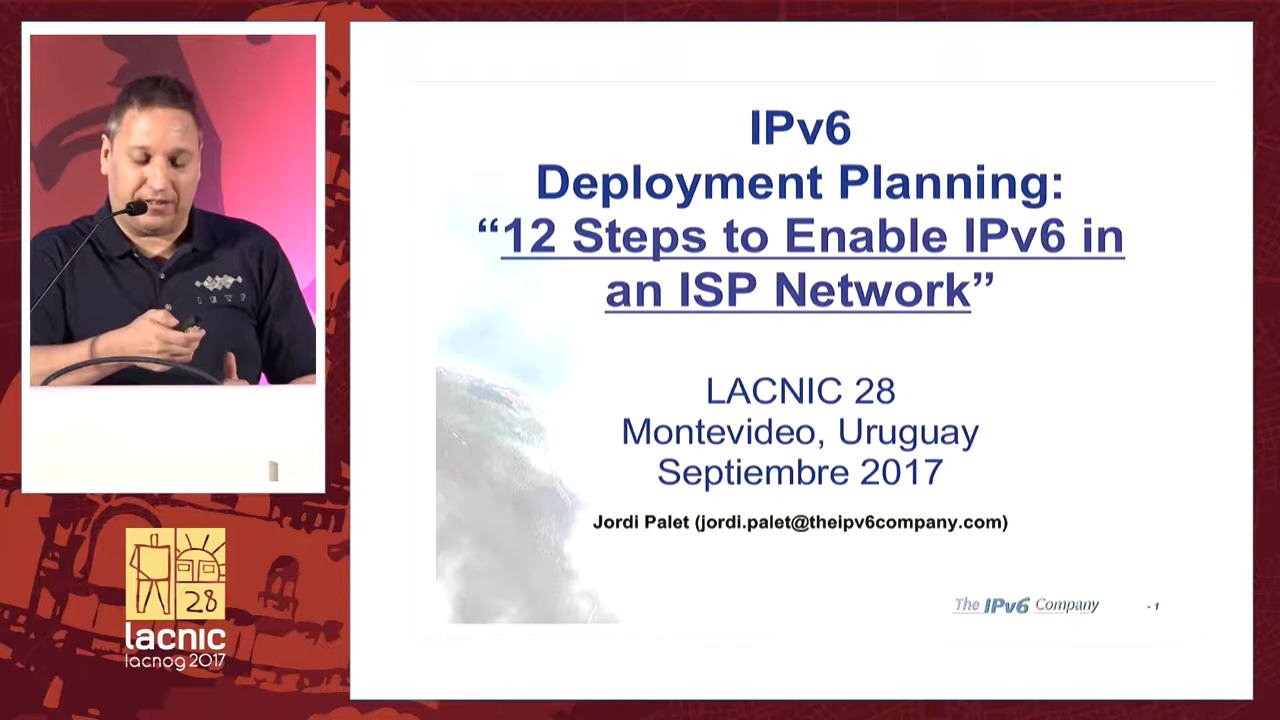 IETF
IPv6
Deployment Planning:
“12 Steps to Enable IPv6 in
an ISP Network”
LACNIC 28
Montevideo, Uruguay
Septiembre 2017
Jordi Palet (jordi.palet@theipv6company.com)
The IPv6 Company
- 1
28
lacnic
lacnog 2017